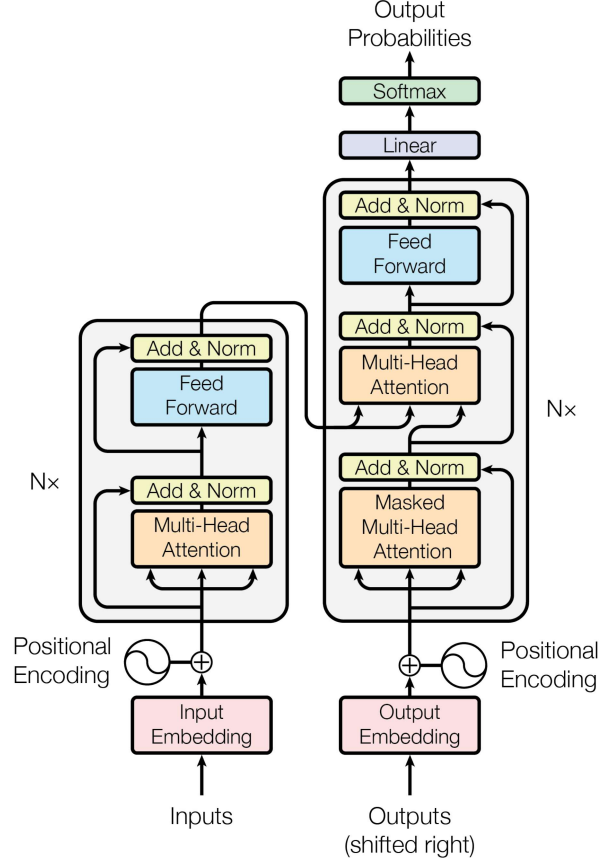 Output
Probabilities
Softmax
Linear
Add & Norm
Feed
Forward
Add & Norm
Multi-Head
Attention
Add & Norm
Masked
Multi-Head
Attention
N×
Add & Norm
Feed
Forward
Add & Norm
Multi-Head
Attention
N×
Positional
Encoding
Positional
Encoding
Input
Embedding
Output
Embedding
Inputs
Outputs
(shifted right)